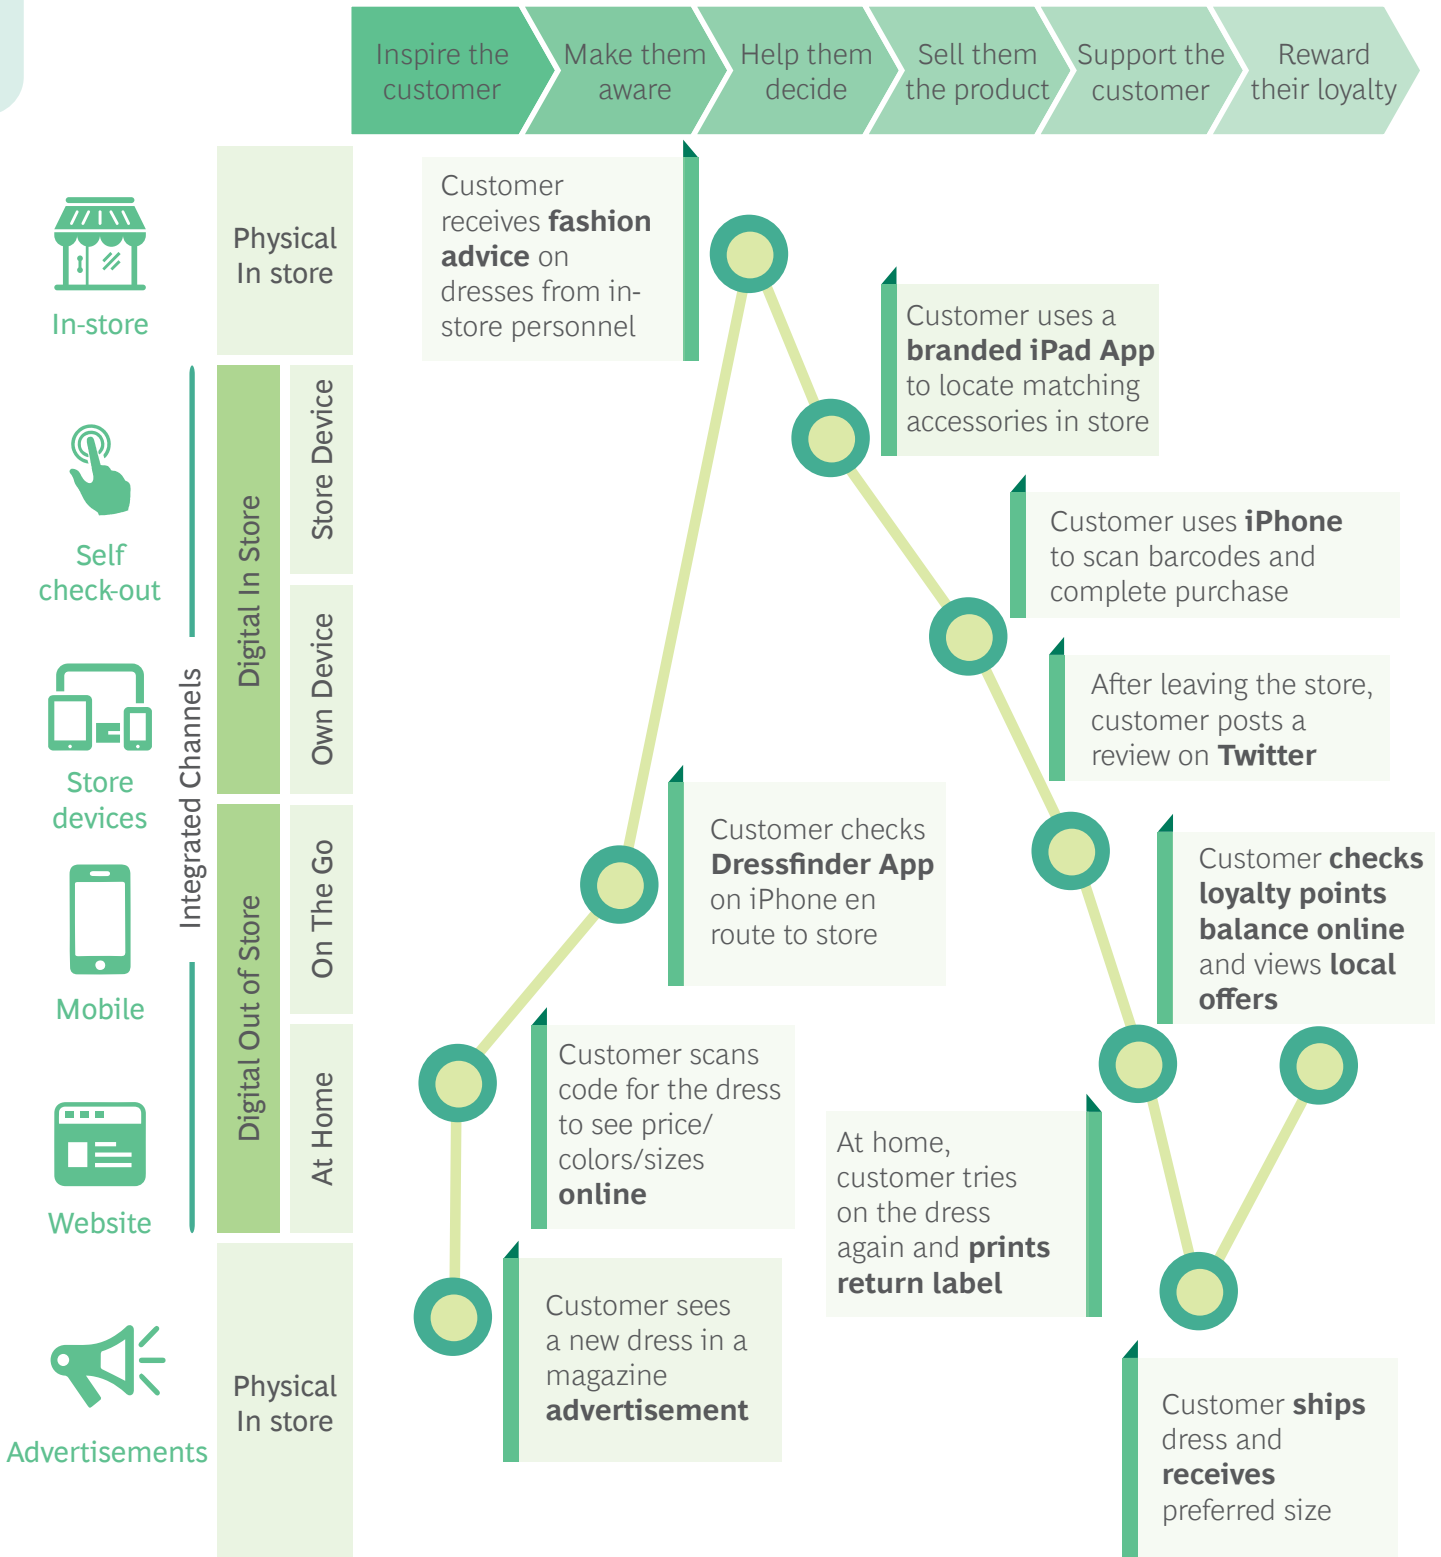 Inspire the
customer
Make them
aware
Help them
decide
Sell them
the product
Support the
customer
Reward
their loyalty
In-store
Self
check-out
Store
devices
Mobile
Website
Advertisements
Integrated Channels
Physical
In store
Digital In Store
Store Device
Own Device
Digital Out of Store
On The Go
At Home
Physical
In store
Customer
receives fashion
advice on
dresses from in-
store personnel
Customer uses a
branded iPad App
to locate matching
accessories in store
Customer uses iPhone
to scan barcodes and
complete purchase
After leaving the store,
customer posts a
review on Twitter
Customer checks
Dressfinder App
on iPhone en
route to store
Customer checks
loyalty points
balance online
and views local
offers
Customer scans
code for the dress
to see price/
colors/sizes
online
At home,
customer tries
on the dress
again and prints
return label
Customer sees
a new dress in a
magazine
advertisement
Customer ships
dress and
receives
preferred size